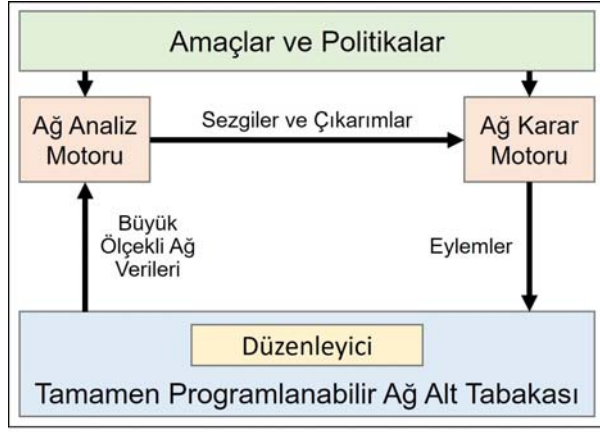 Amaçlar ve Politikalar
Ağ Analiz
Motoru
Sezgiler ve Çıkarımlar
Ağ Karar
Motoru
Büyük
Ölçekli Ağ
Verileri
Eylemler
Düzenleyici
Tamamen Programlanabilir Ağ Alt Tabakası